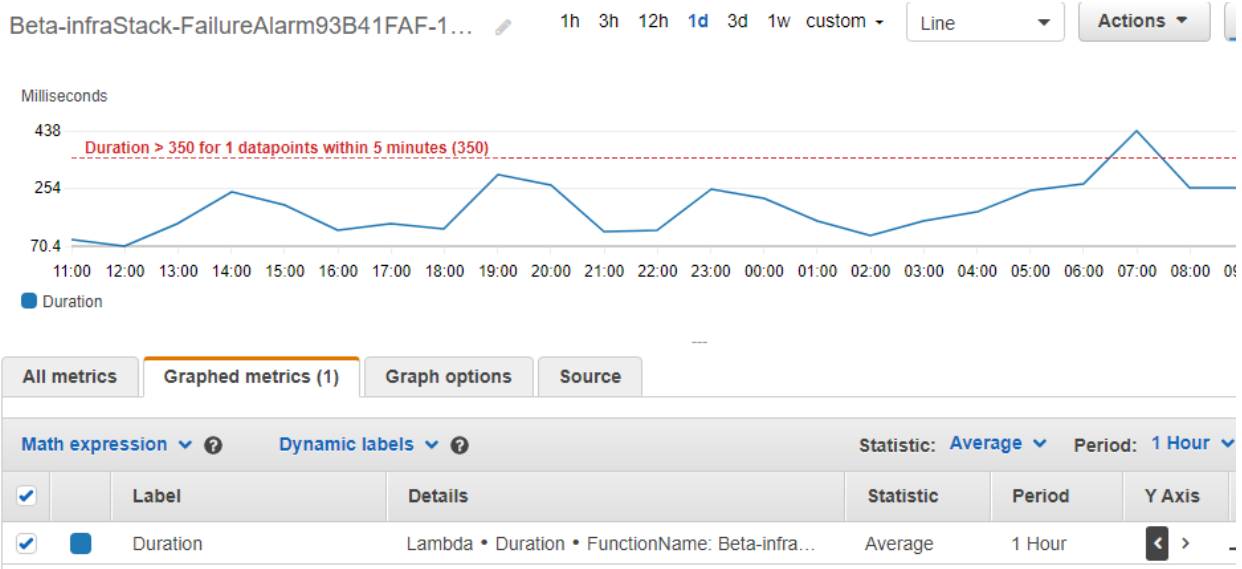 Beta-infraStack-FailureAlarm93B41FAF-1... 1h 3h 12h 1d 3d 1w custom Line Actions
Milliseconds
438
Duration > 350 for 1 datapoints within 5 minutes (350)
254
70.4
11:00 12:00 13:00 14:00 15:00 16:00 17:00 18:00 19:00 20:00 21:00 22:00 23:00 00:00 01:00 02:00 03:00 04:00 05:00 06:00 07:00 08:00
Duration
All metrics Graphed metrics (1) Graph options Source
Math expression ? Dynamic labels ? Statistic: Average Period: 1 Hour
Label Details Statistic Period Y Axis
Duration Lambda • Duration • FunctionName: Beta-infra... Average 1 Hour < >